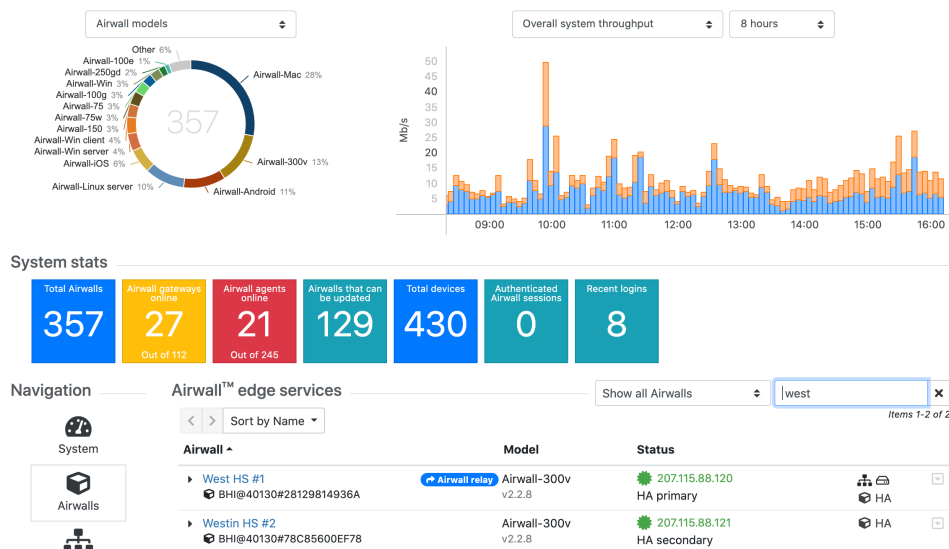 Airwall models
Overall system throughput
8 hours
Other 6%
Airwall-100e 1%
Airwall-250gd 2%
Airwall-Win 3%
Airwall-100g 3%
Airwall-75 3%
Airwall-75w 3%
Airwall-150 3%
Airwall-Win client 4%
Airwall-Win server 4%
Airwall-iOS 6%
Airwall-Linux server 10%
Airwall-Android 11%
Airwall-300v 13%
Airwall-Mac 28%
357
Mb/s
50
45
40
35
30
25
20
15
10
5
09:00 10:00 11:00 12:00 13:00 14:00 15:00 16:00
System stats
Total Airwalls
357
Airwall gateways online
27
Out of 112
Airwall agents online
21
Out of 245
Airwalls that can be updated
129
Total devices
430
Authenticated Airwall sessions
0
Recent logins
8
Navigation
System
Airwalls
Airwall™ edge services
Show all Airwalls
west
Items 1-2 of 2
Sort by Name
Airwall Model Status
West HS #1 Airwall relay Airwall-300v 207.115.88.120
BHI@40130#28129814936A v2.2.8 HA primary HA
Westin HS #2 Airwall-300v 207.115.88.121 HA
BHI@40130#78C85600EF78 v2.2.8 HA secondary